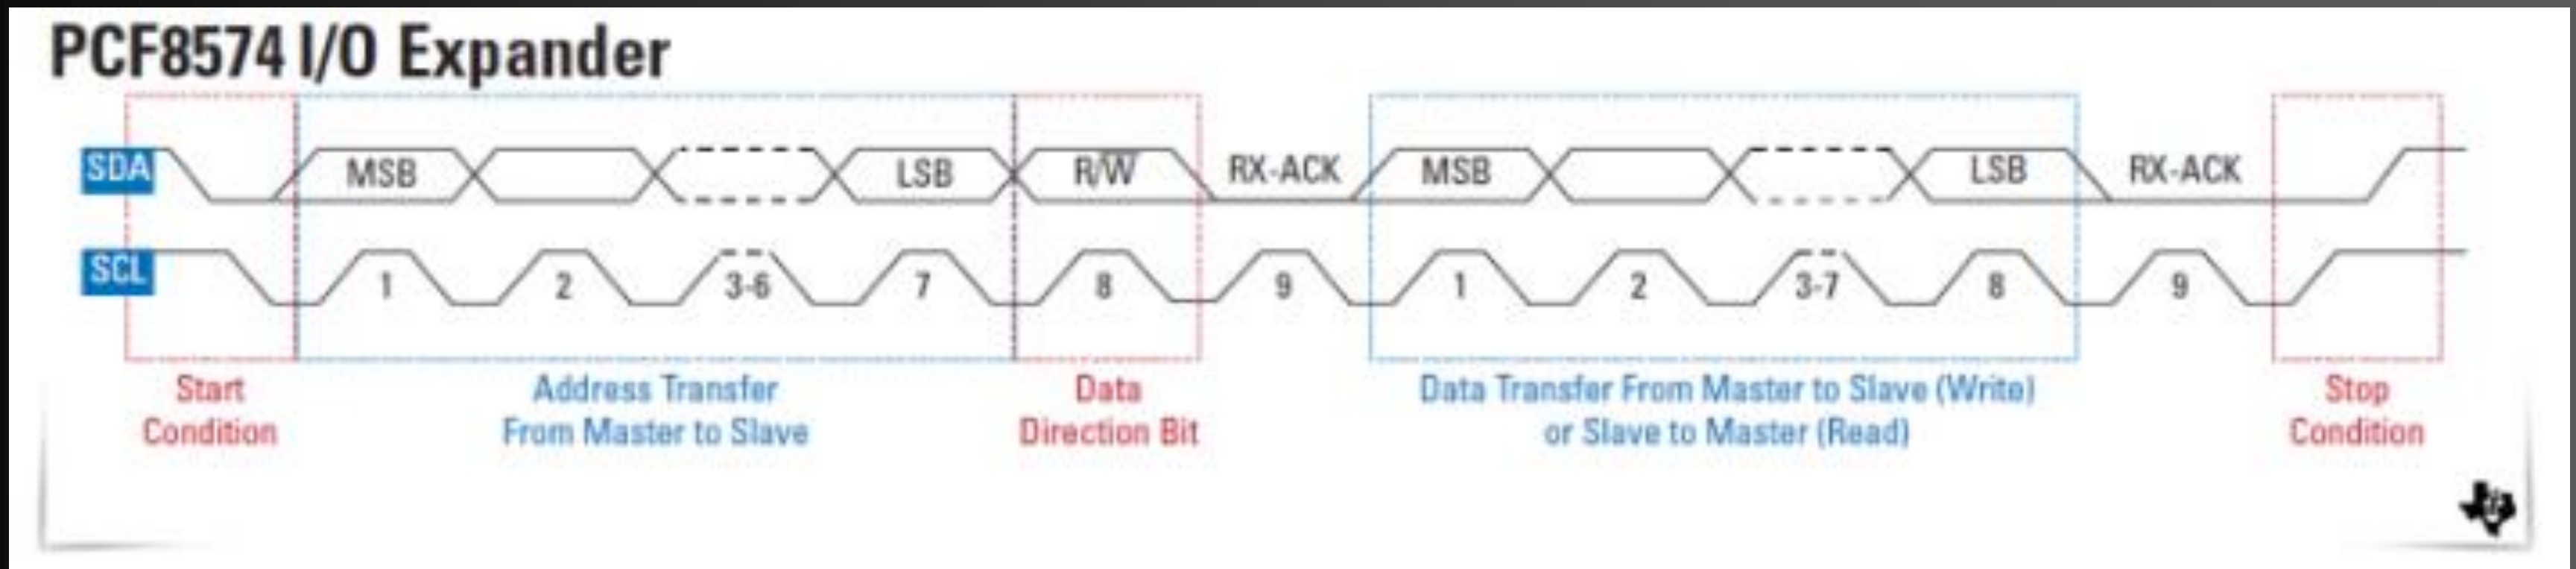 PCF8574 I/O Expander
SDA MSB LSB R/W̅ RX-ACK MSB LSB RX-ACK
SCL 1 2 3-6 7 8 9 1 2 3-7 8 9
Start
Condition
Address Transfer
From Master to Slave
Data
Direction Bit
Data Transfer From Master to Slave (Write)
or Slave to Master (Read)
Stop
Condition